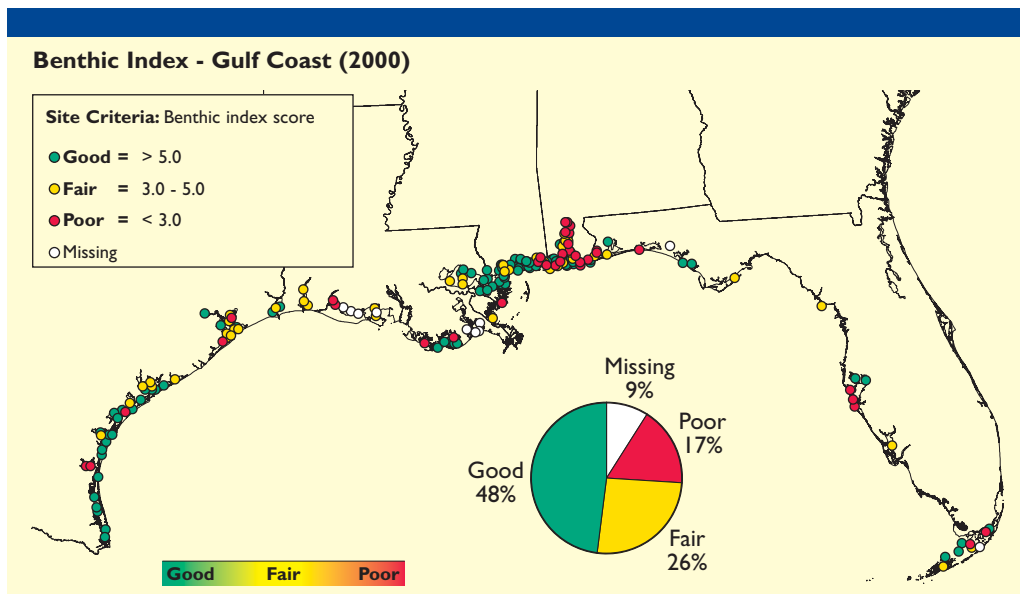 Benthic Index - Gulf Coast (2000)
Site Criteria: Benthic index score
Good = > 5.0
Fair = 3.0 - 5.0
Poor = < 3.0
Missing
Missing
9%
Poor
17%
Good
48%
Fair
26%
Good Fair Poor